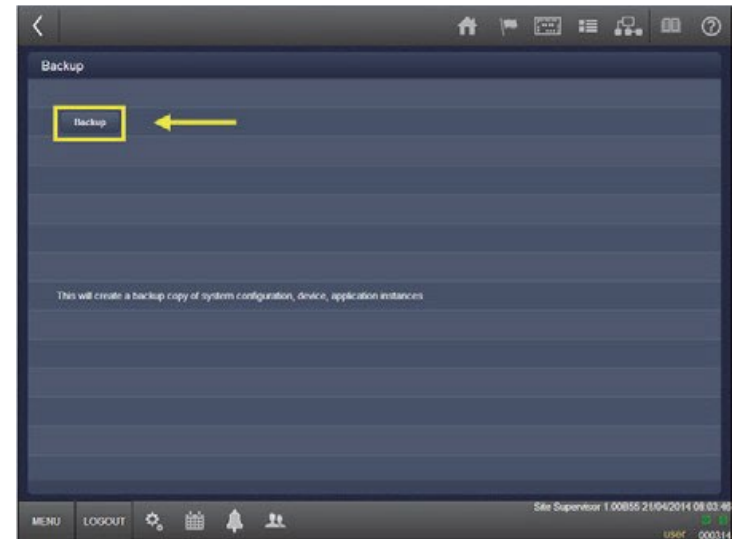 Backup
Backup
This will create a backup copy of system configuration, device, application instances
MENU LOGOUT
Site Supervisor 1.00B55 21/04/2014 08:03:46
user 000314